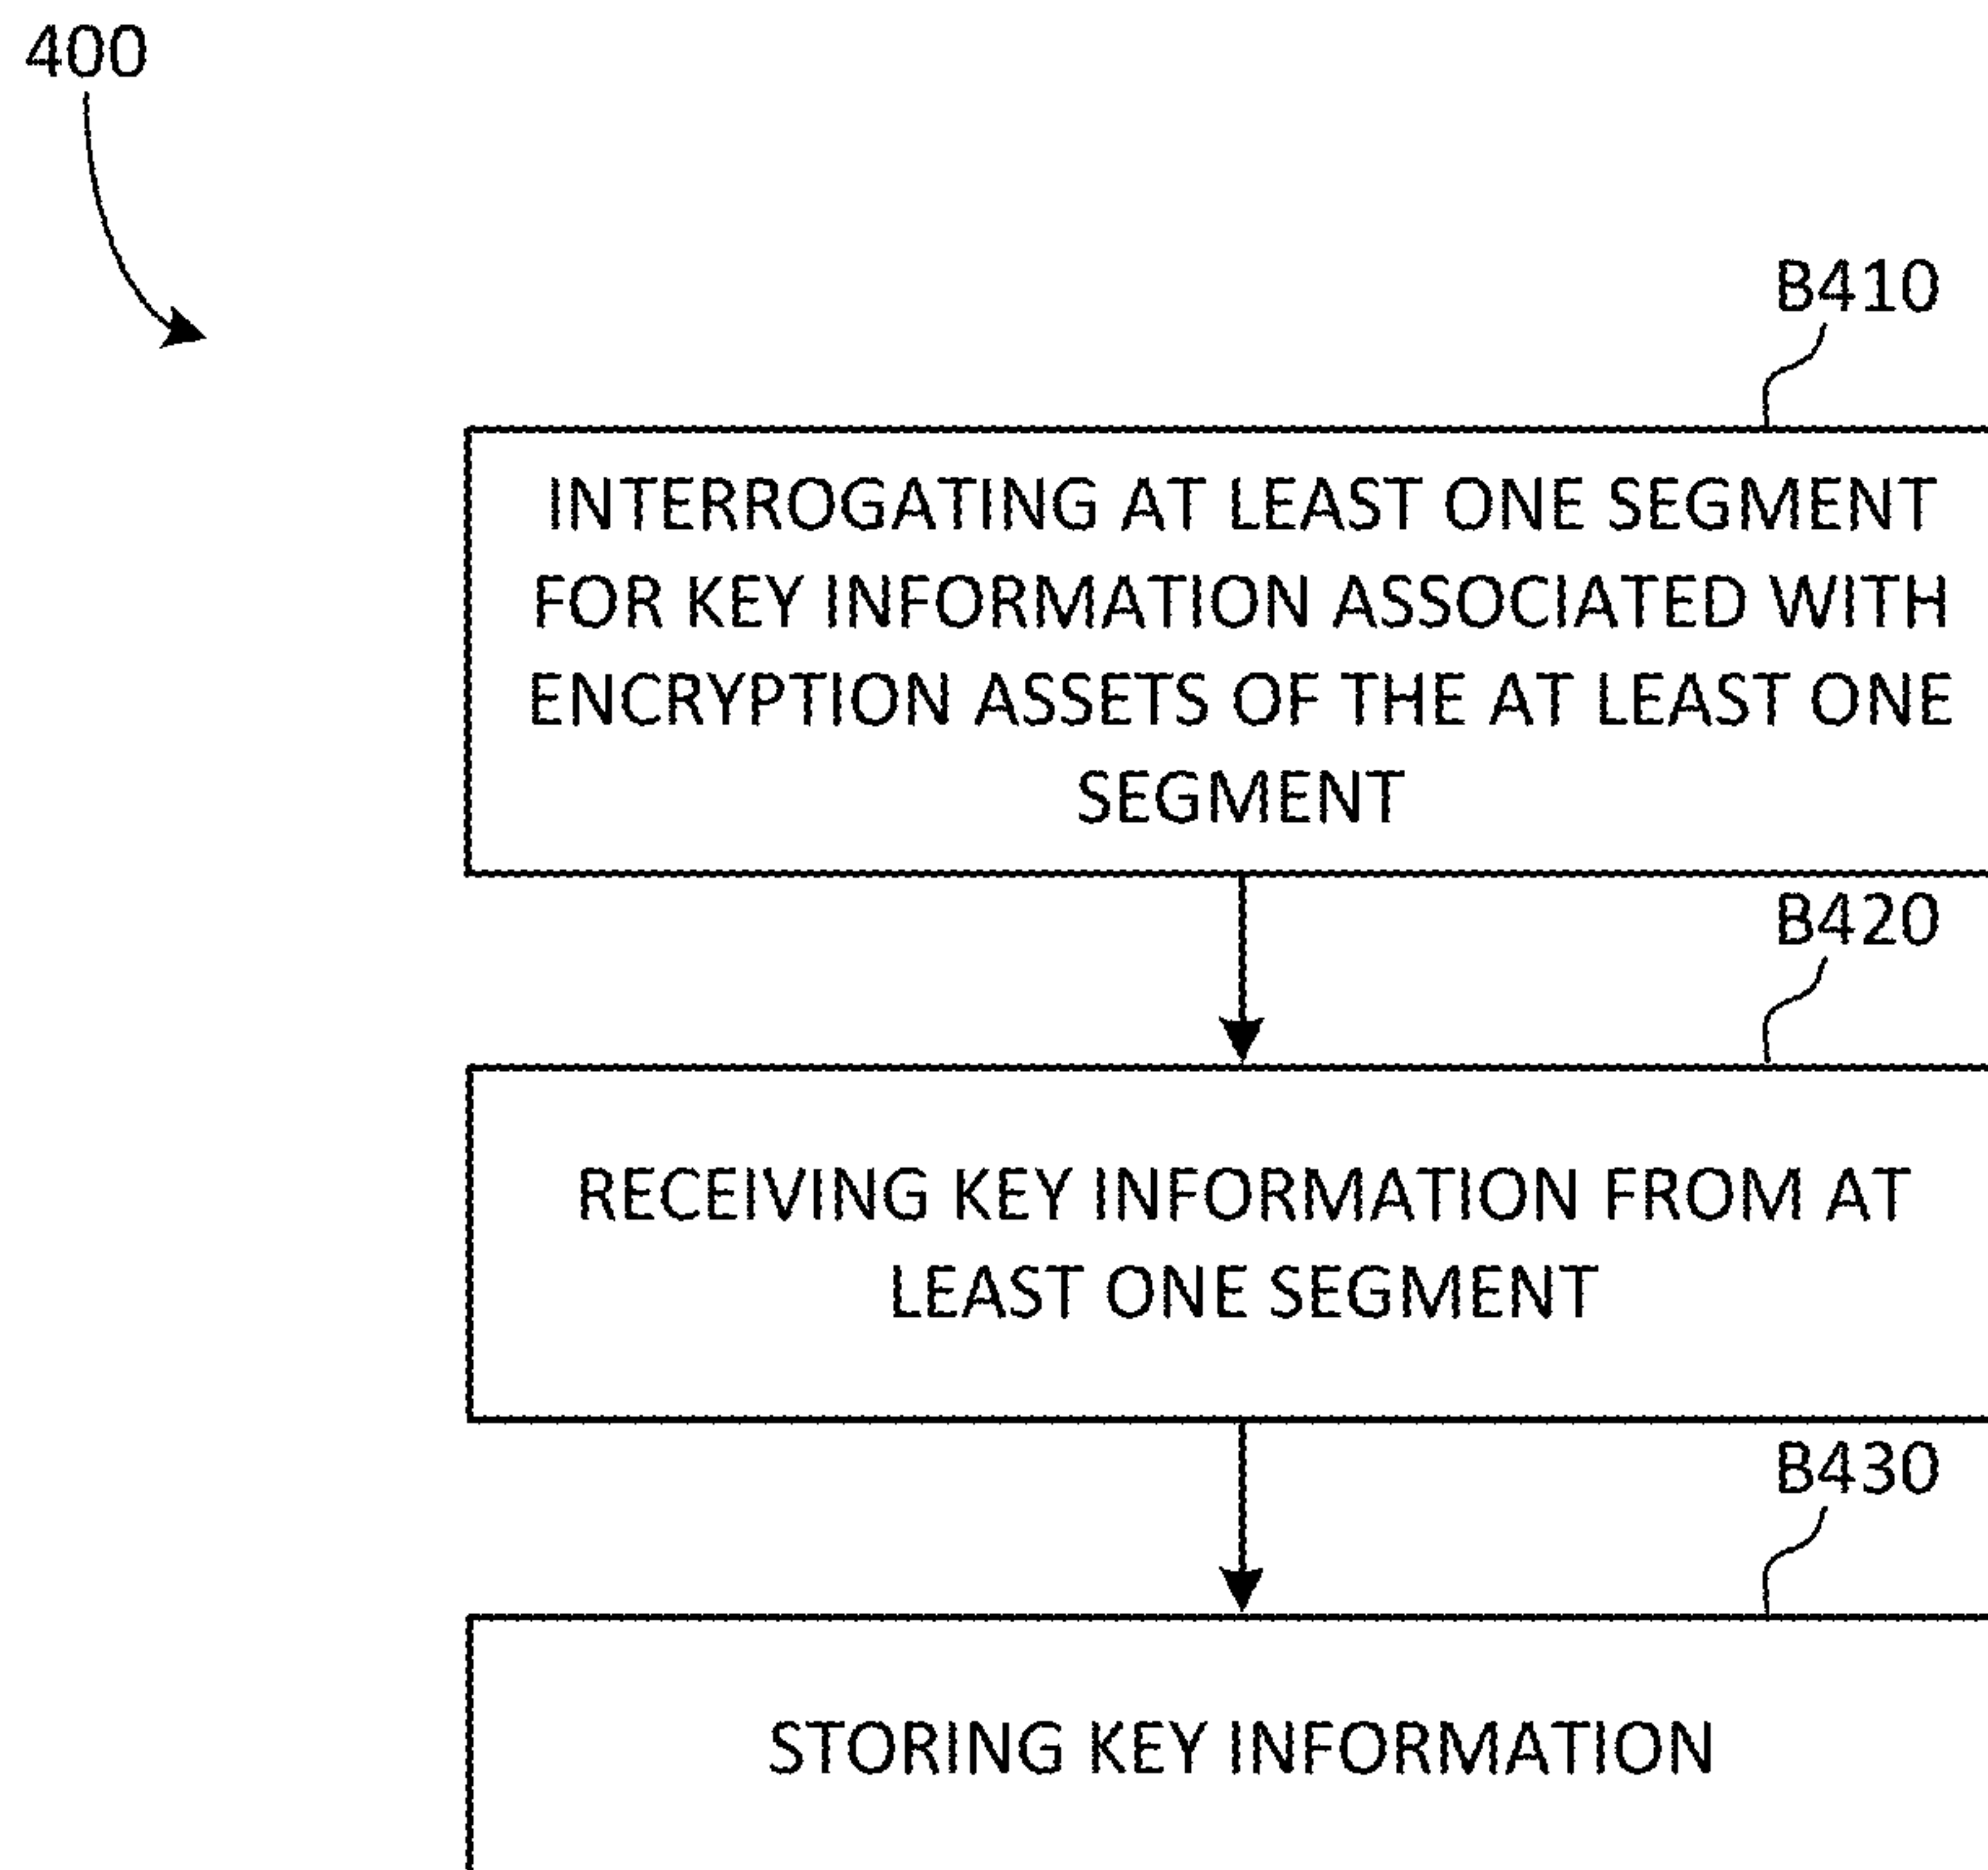 400
B410
INTERROGATING AT LEAST ONE SEGMENT
FOR KEY INFORMATION ASSOCIATED WITH
ENCRYPTION ASSETS OF THE AT LEAST ONE
SEGMENT
B420
RECEIVING KEY INFORMATION FROM AT
LEAST ONE SEGMENT
B430
STORING KEY INFORMATION